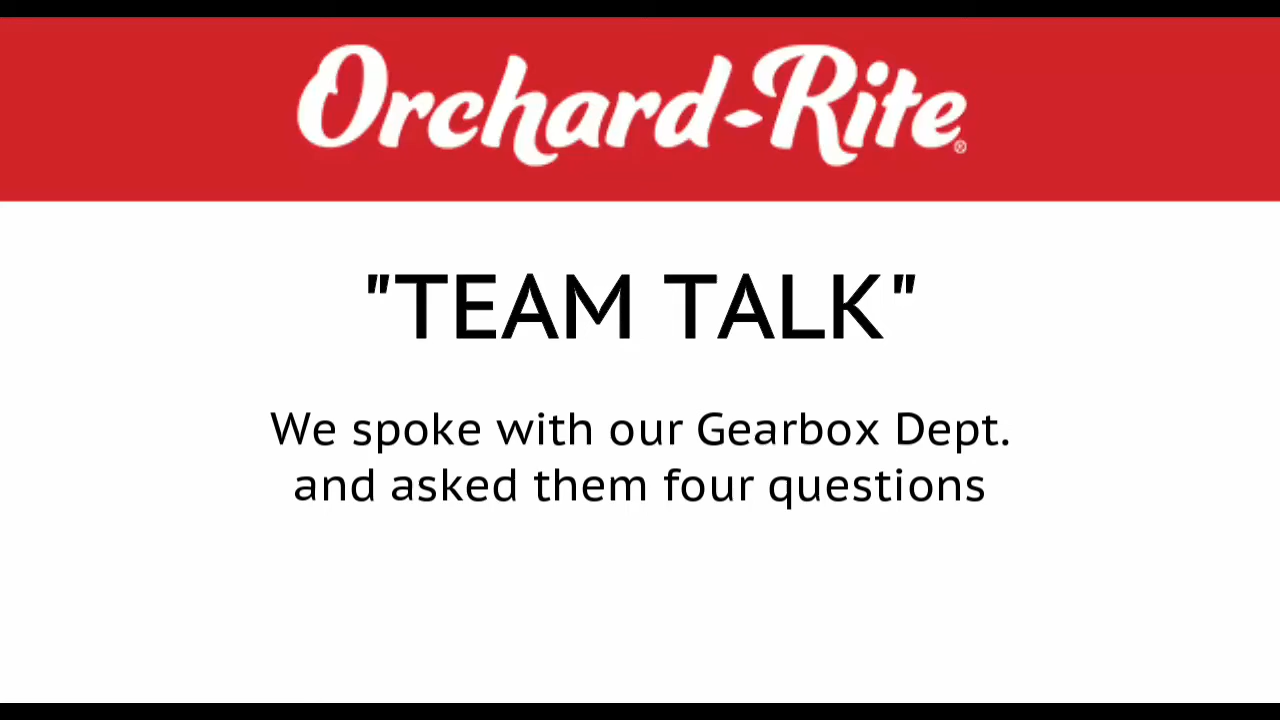 Orchard-Rite®
"TEAM TALK"
We spoke with our Gearbox Dept.
and asked them four questions